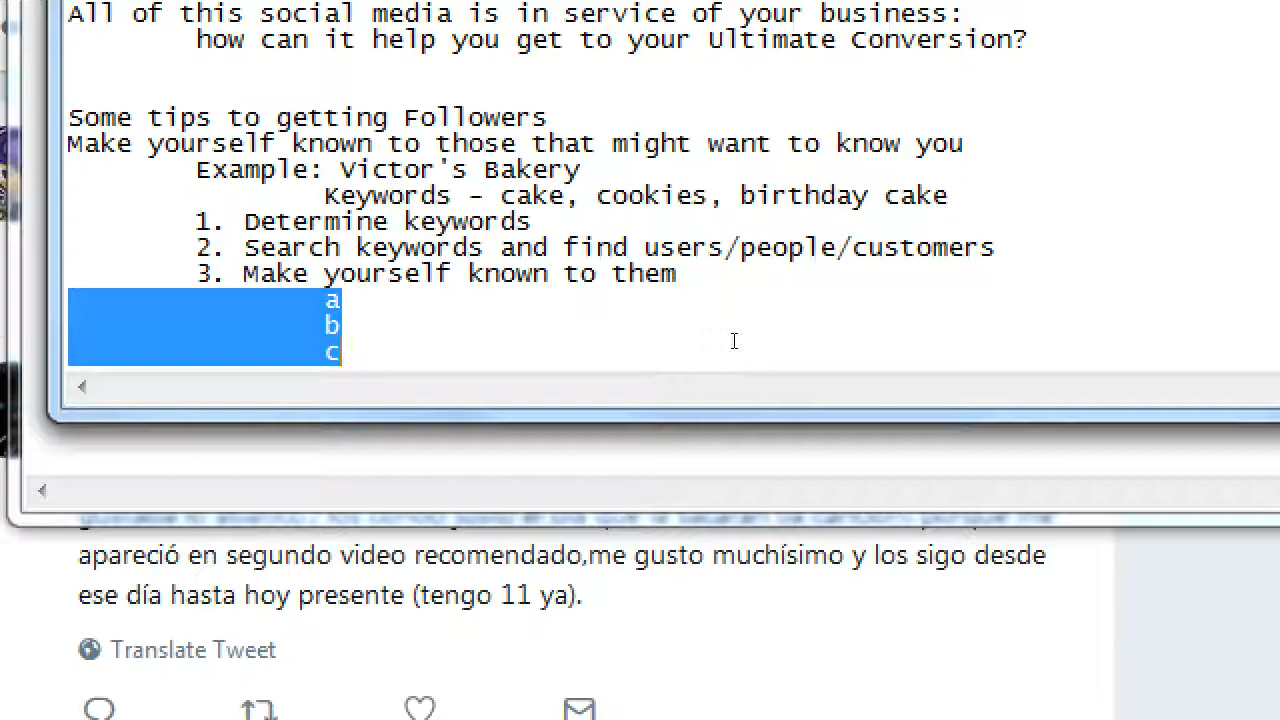 All of this social media is in service of your business:
how can it help you get to your Ultimate Conversion?
Some tips to getting Followers
Make yourself known to those that might want to know you
Example: Victor's Bakery
Keywords - cake, cookies, birthday cake
1. Determine keywords
2. Search keywords and find users/people/customers
3. Make yourself known to them
a
b
c
apareció en segundo video recomendado,me gusto muchísimo y los sigo desde
ese día hasta hoy presente (tengo 11 ya).
Translate Tweet